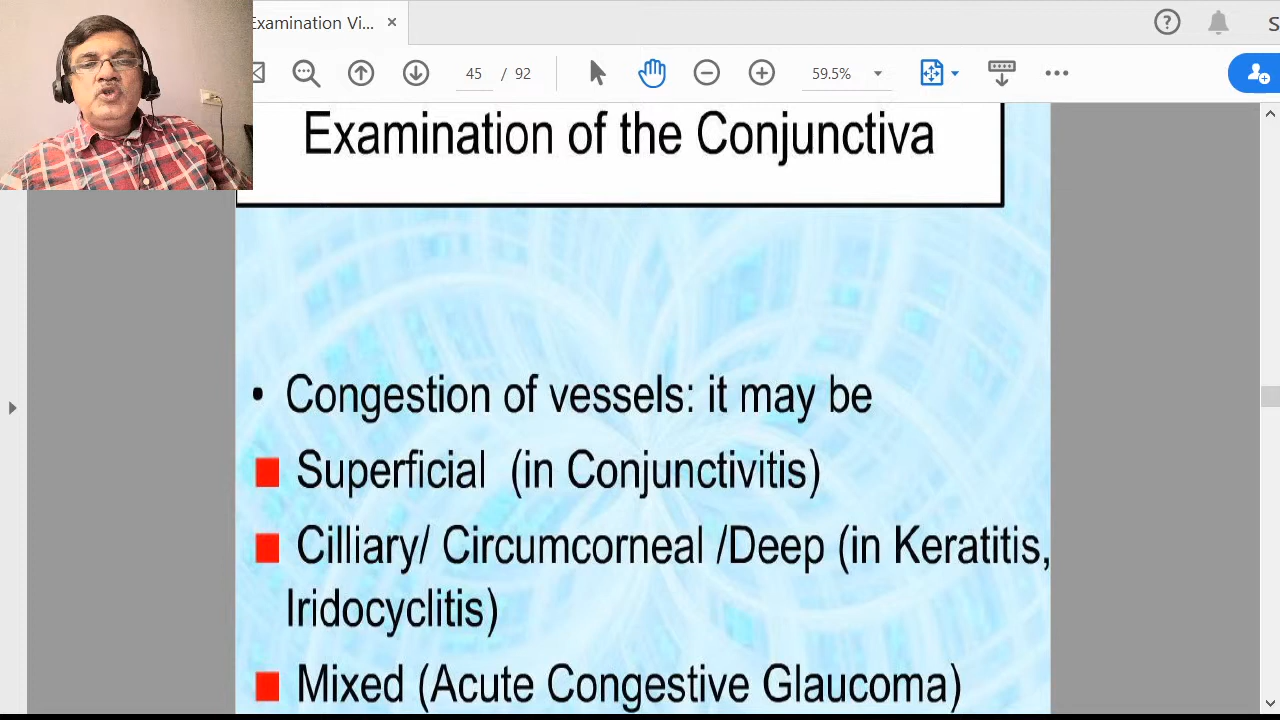 Examination Vi... ×
S
45 / 92
59.5%
Examination of the Conjunctiva
• Congestion of vessels: it may be
Superficial (in Conjunctivitis)
Cilliary/ Circumcorneal /Deep (in Keratitis,
Iridocyclitis)
Mixed (Acute Congestive Glaucoma)